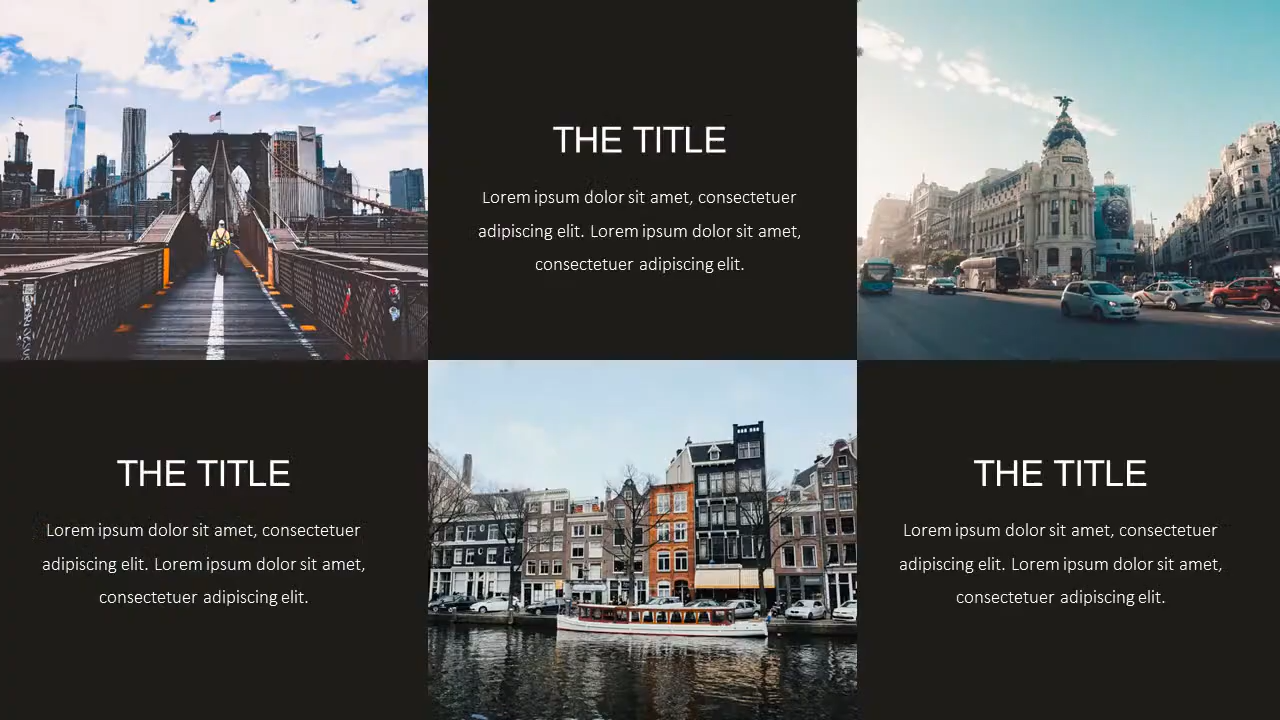 THE TITLE
Lorem ipsum dolor sit amet, consectetuer
adipiscing elit. Lorem ipsum dolor sit amet,
consectetuer adipiscing elit.
THE TITLE
Lorem ipsum dolor sit amet, consectetuer
adipiscing elit. Lorem ipsum dolor sit amet,
consectetuer adipiscing elit.
THE TITLE
Lorem ipsum dolor sit amet, consectetuer
adipiscing elit. Lorem ipsum dolor sit amet,
consectetuer adipiscing elit.